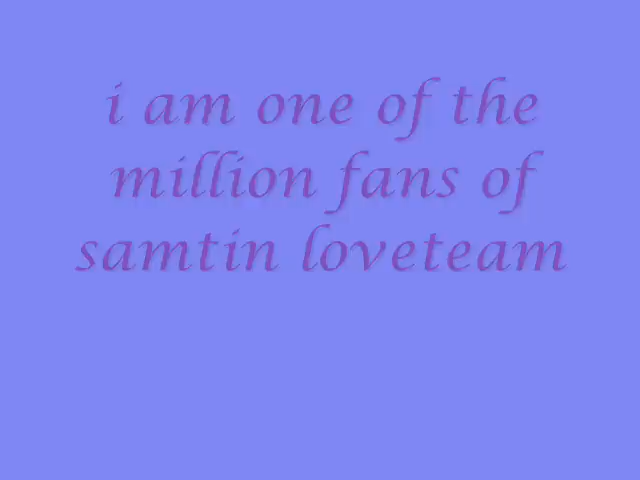 i am one of the
million fans of
samtin loveteam